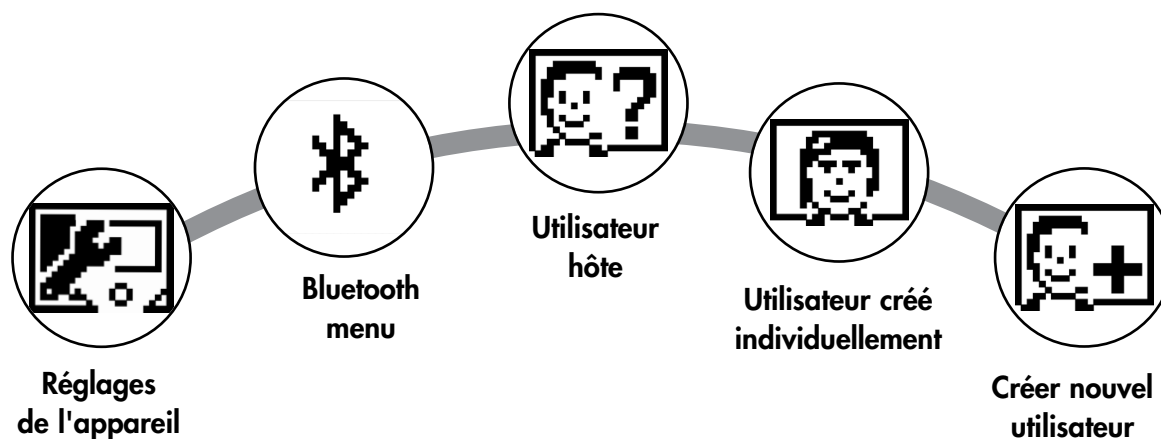 Réglages
de l'appareil
Bluetooth
menu
?
Utilisateur
hôte
Utilisateur créé
individuellement
+
Créer nouvel
utilisateur